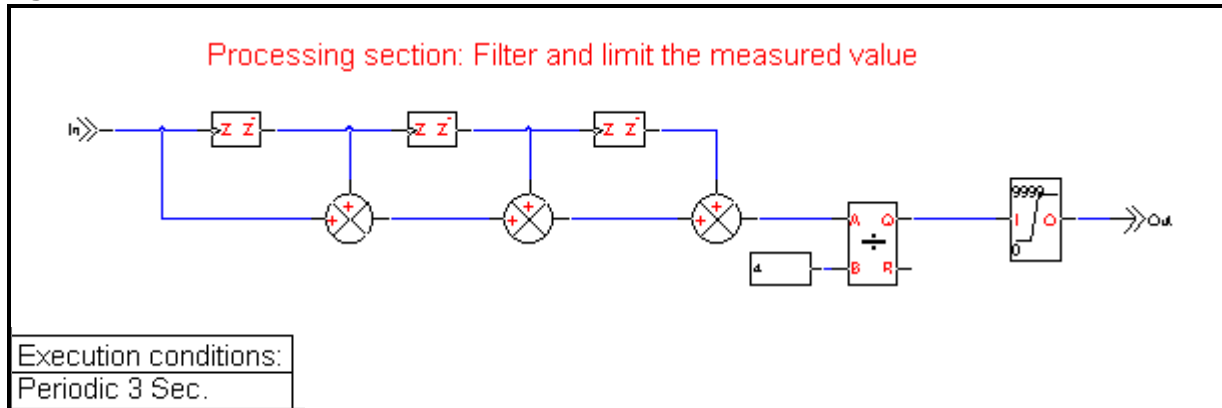 Processing section: Filter and limit the measured value
In
Z Z-
Z Z-
Z Z-
+
+
+
+
+
+
A Q
÷
B R
4
9999
I O
0
Out
Execution conditions:
Periodic 3 Sec.